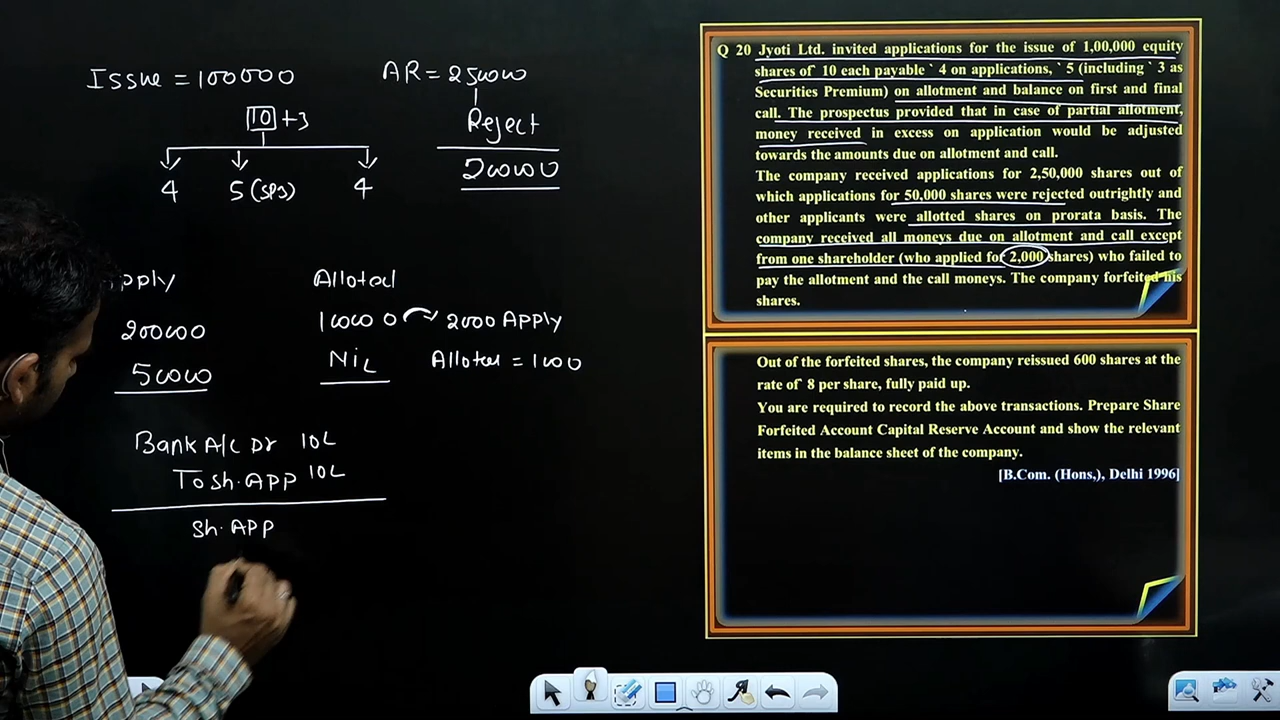 Issue = 100000
AR = 250000
10 + 3
Reject
200000
4 5 (SP3) 4
pply
Alloted
200000
100000 2000 APPly
50000
NiL
Alloted = 1000
Bank A/C Dr 10L
To sh. APP 10L
Sh. APP
Q 20 Jyoti Ltd. invited applications for the issue of 1,00,000 equity
shares of 10 each payable ` 4 on applications, ` 5 (including ` 3 as
Securities Premium) on allotment and balance on first and final
call. The prospectus provided that in case of partial allotment,
money received in excess on application would be adjusted
towards the amounts due on allotment and call.
The company received applications for 2,50,000 shares out of
which applications for 50,000 shares were rejected outrightly and
other applicants were allotted shares on prorata basis. The
company received all moneys due on allotment and call except
from one shareholder (who applied for 2,000 shares) who failed to
pay the allotment and the call moneys. The company forfeited his
shares.
Out of the forfeited shares, the company reissued 600 shares at the
rate of ` 8 per share, fully paid up.
You are required to record the above transactions. Prepare Share
Forfeited Account Capital Reserve Account and show the relevant
items in the balance sheet of the company.
[B.Com. (Hons,), Delhi 1996]